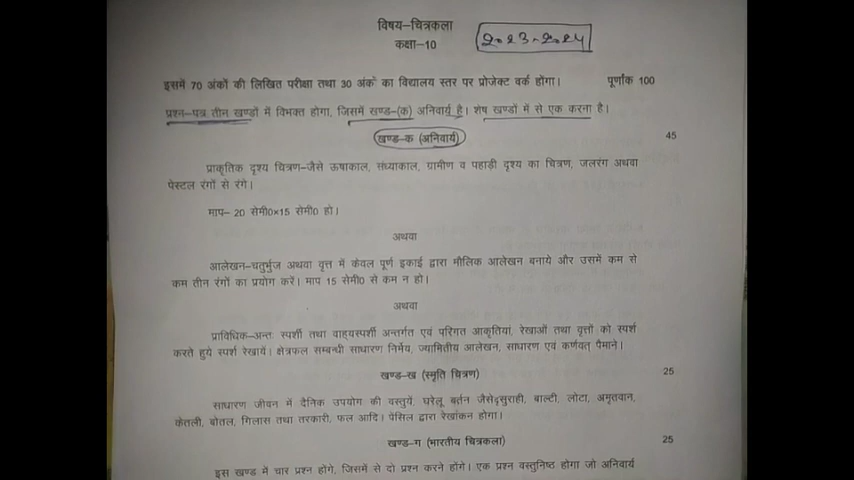 विषय–चित्रकला
कक्षा–10
2023-2024
इसमें 70 अंकों की लिखित परीक्षा तथा 30 अंकों का विद्यालय स्तर पर प्रोजेक्ट वर्क होंगा। पूर्णांक 100
प्रश्न–पत्र तीन खण्डों में विभक्त होगा, जिसमें खण्ड–(क) अनिवार्य है। शेष खण्डों में से एक करना है।
खण्ड–क (अनिवार्य) 45
प्राकृतिक दृश्य चित्रण–जैसे ऊषाकाल, संध्याकाल, ग्रामीण व पहाड़ी दृश्य का चित्रण, जलरंग अथवा
पेस्टल रंगों से रंगे।
माप– 20 सेमी0×15 सेमी0 हो।
अथवा
आलेखन–चतुर्भुज अथवा वृत्त में केवल पूर्ण इकाई द्वारा मौलिक आलेखन बनाये और उसमें कम से
कम तीन रंगों का प्रयोग करें। माप 15 सेमी0 से कम न हो।
अथवा
प्राविधिक–अन्तः स्पर्शी तथा वाह्यस्पर्शी अन्तर्गत एवं परिगत आकृतियां, रेखाओं तथा वृत्तों को स्पर्श
करते हुये स्पर्श रेखायें। क्षेत्रफल सम्बन्धी साधारण निर्मेय, ज्यामितीय आलेखन, साधारण एवं कर्णवत् पैमाने।
खण्ड–ख (स्मृति चित्रण) 25
साधारण जीवन में दैनिक उपयोग की वस्तुयें, घरेलू बर्तन सुराही, बाल्टी, लोटा, अमृतवान,
केतली, बोतल, गिलास तथा तरकारी, फल आदि। पेंसिल द्वारा रेखांकन होगा।
खण्ड–ग (भारतीय चित्रकला) 25
इस खण्ड में चार प्रश्न होंगे, जिसमें से दो प्रश्न करने होंगे। एक प्रश्न वस्तुनिष्ठ होगा जो अनिवार्य